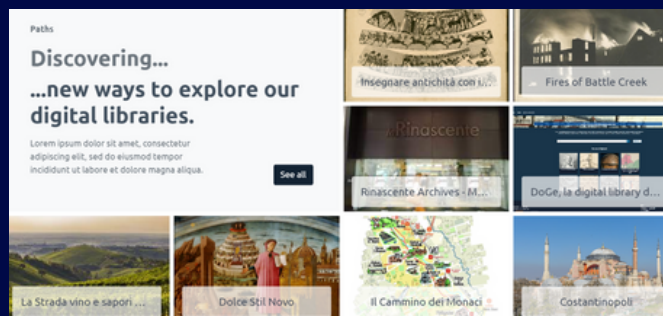 Paths
Discovering...
...new ways to explore our
digital libraries.
Lorem ipsum dolor sit amet, consectetur
adipiscing elit, sed do eiusmod tempor
incididunt ut labore et dolore magna aliqua.
See all
Insegnare antichità con i...
Fires of Battle Creek
Rinascente
Rinascente Archives - M...
DoGe, la digital library d...
La Strada vino e sapori ...
Dolce Stil Novo
Il Cammino dei Monaci
Costantinopoli